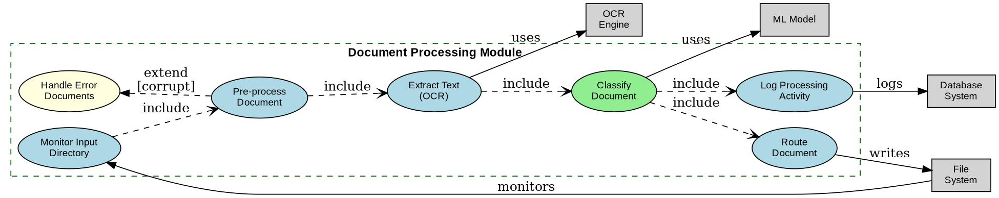 OCR
Engine
ML Model
uses
uses
Document Processing Module
Handle Error
Documents
extend
[corrupt]
Pre-process
Document
include
Extract Text
(OCR)
include
Classify
Document
include
Log Processing
Activity
logs
Database
System
include
include
Monitor Input
Directory
Route
Document
writes
File
System
monitors